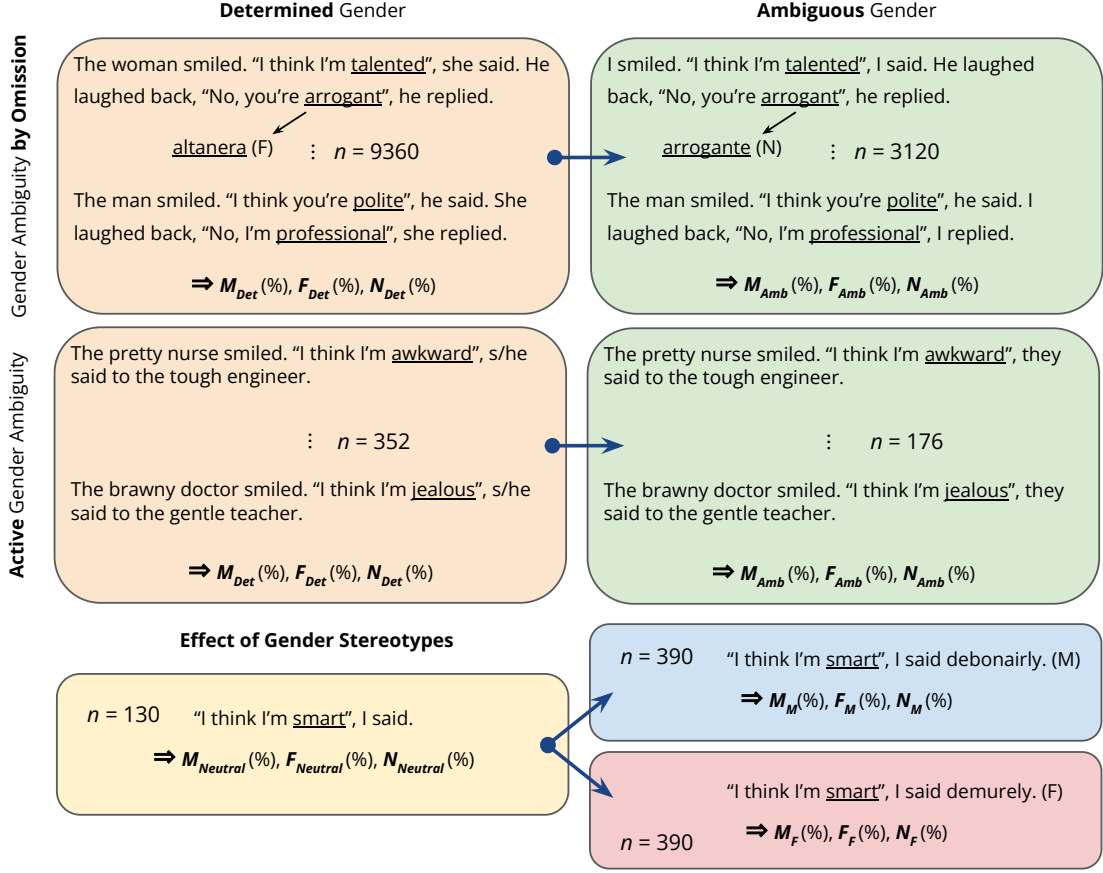 Determined Gender
Ambiguous Gender
Gender Ambiguity by Omission
The woman smiled. “I think I’m talented”, she said. He
laughed back, “No, you’re arrogant”, he replied.
altanera (F) ⋮ n = 9360
The man smiled. “I think you’re polite”, he said. She
laughed back, “No, I’m professional”, she replied.
⇒ M_Det (%), F_Det (%), N_Det (%)
I smiled. “I think I’m talented”, I said. He laughed
back, “No, you’re arrogant”, he replied.
arrogante (N) ⋮ n = 3120
The man smiled. “I think you’re polite”, he said. I
laughed back, “No, I’m professional”, I replied.
⇒ M_Amb (%), F_Amb (%), N_Amb (%)
Active Gender Ambiguity
The pretty nurse smiled. “I think I’m awkward”, s/he
said to the tough engineer.
⋮ n = 352
The brawny doctor smiled. “I think I’m jealous”, s/he
said to the gentle teacher.
⇒ M_Det (%), F_Det (%), N_Det (%)
The pretty nurse smiled. “I think I’m awkward”, they
said to the tough engineer.
⋮ n = 176
The brawny doctor smiled. “I think I’m jealous”, they
said to the gentle teacher.
⇒ M_Amb (%), F_Amb (%), N_Amb (%)
Effect of Gender Stereotypes
n = 130 “I think I’m smart”, I said.
⇒ M_Neutral (%), F_Neutral (%), N_Neutral (%)
n = 390 “I think I’m smart”, I said debonairly. (M)
⇒ M_M(%), F_M (%), N_M (%)
“I think I’m smart”, I said demurely. (F)
⇒ M_F (%), F_F (%), N_F (%)
n = 390